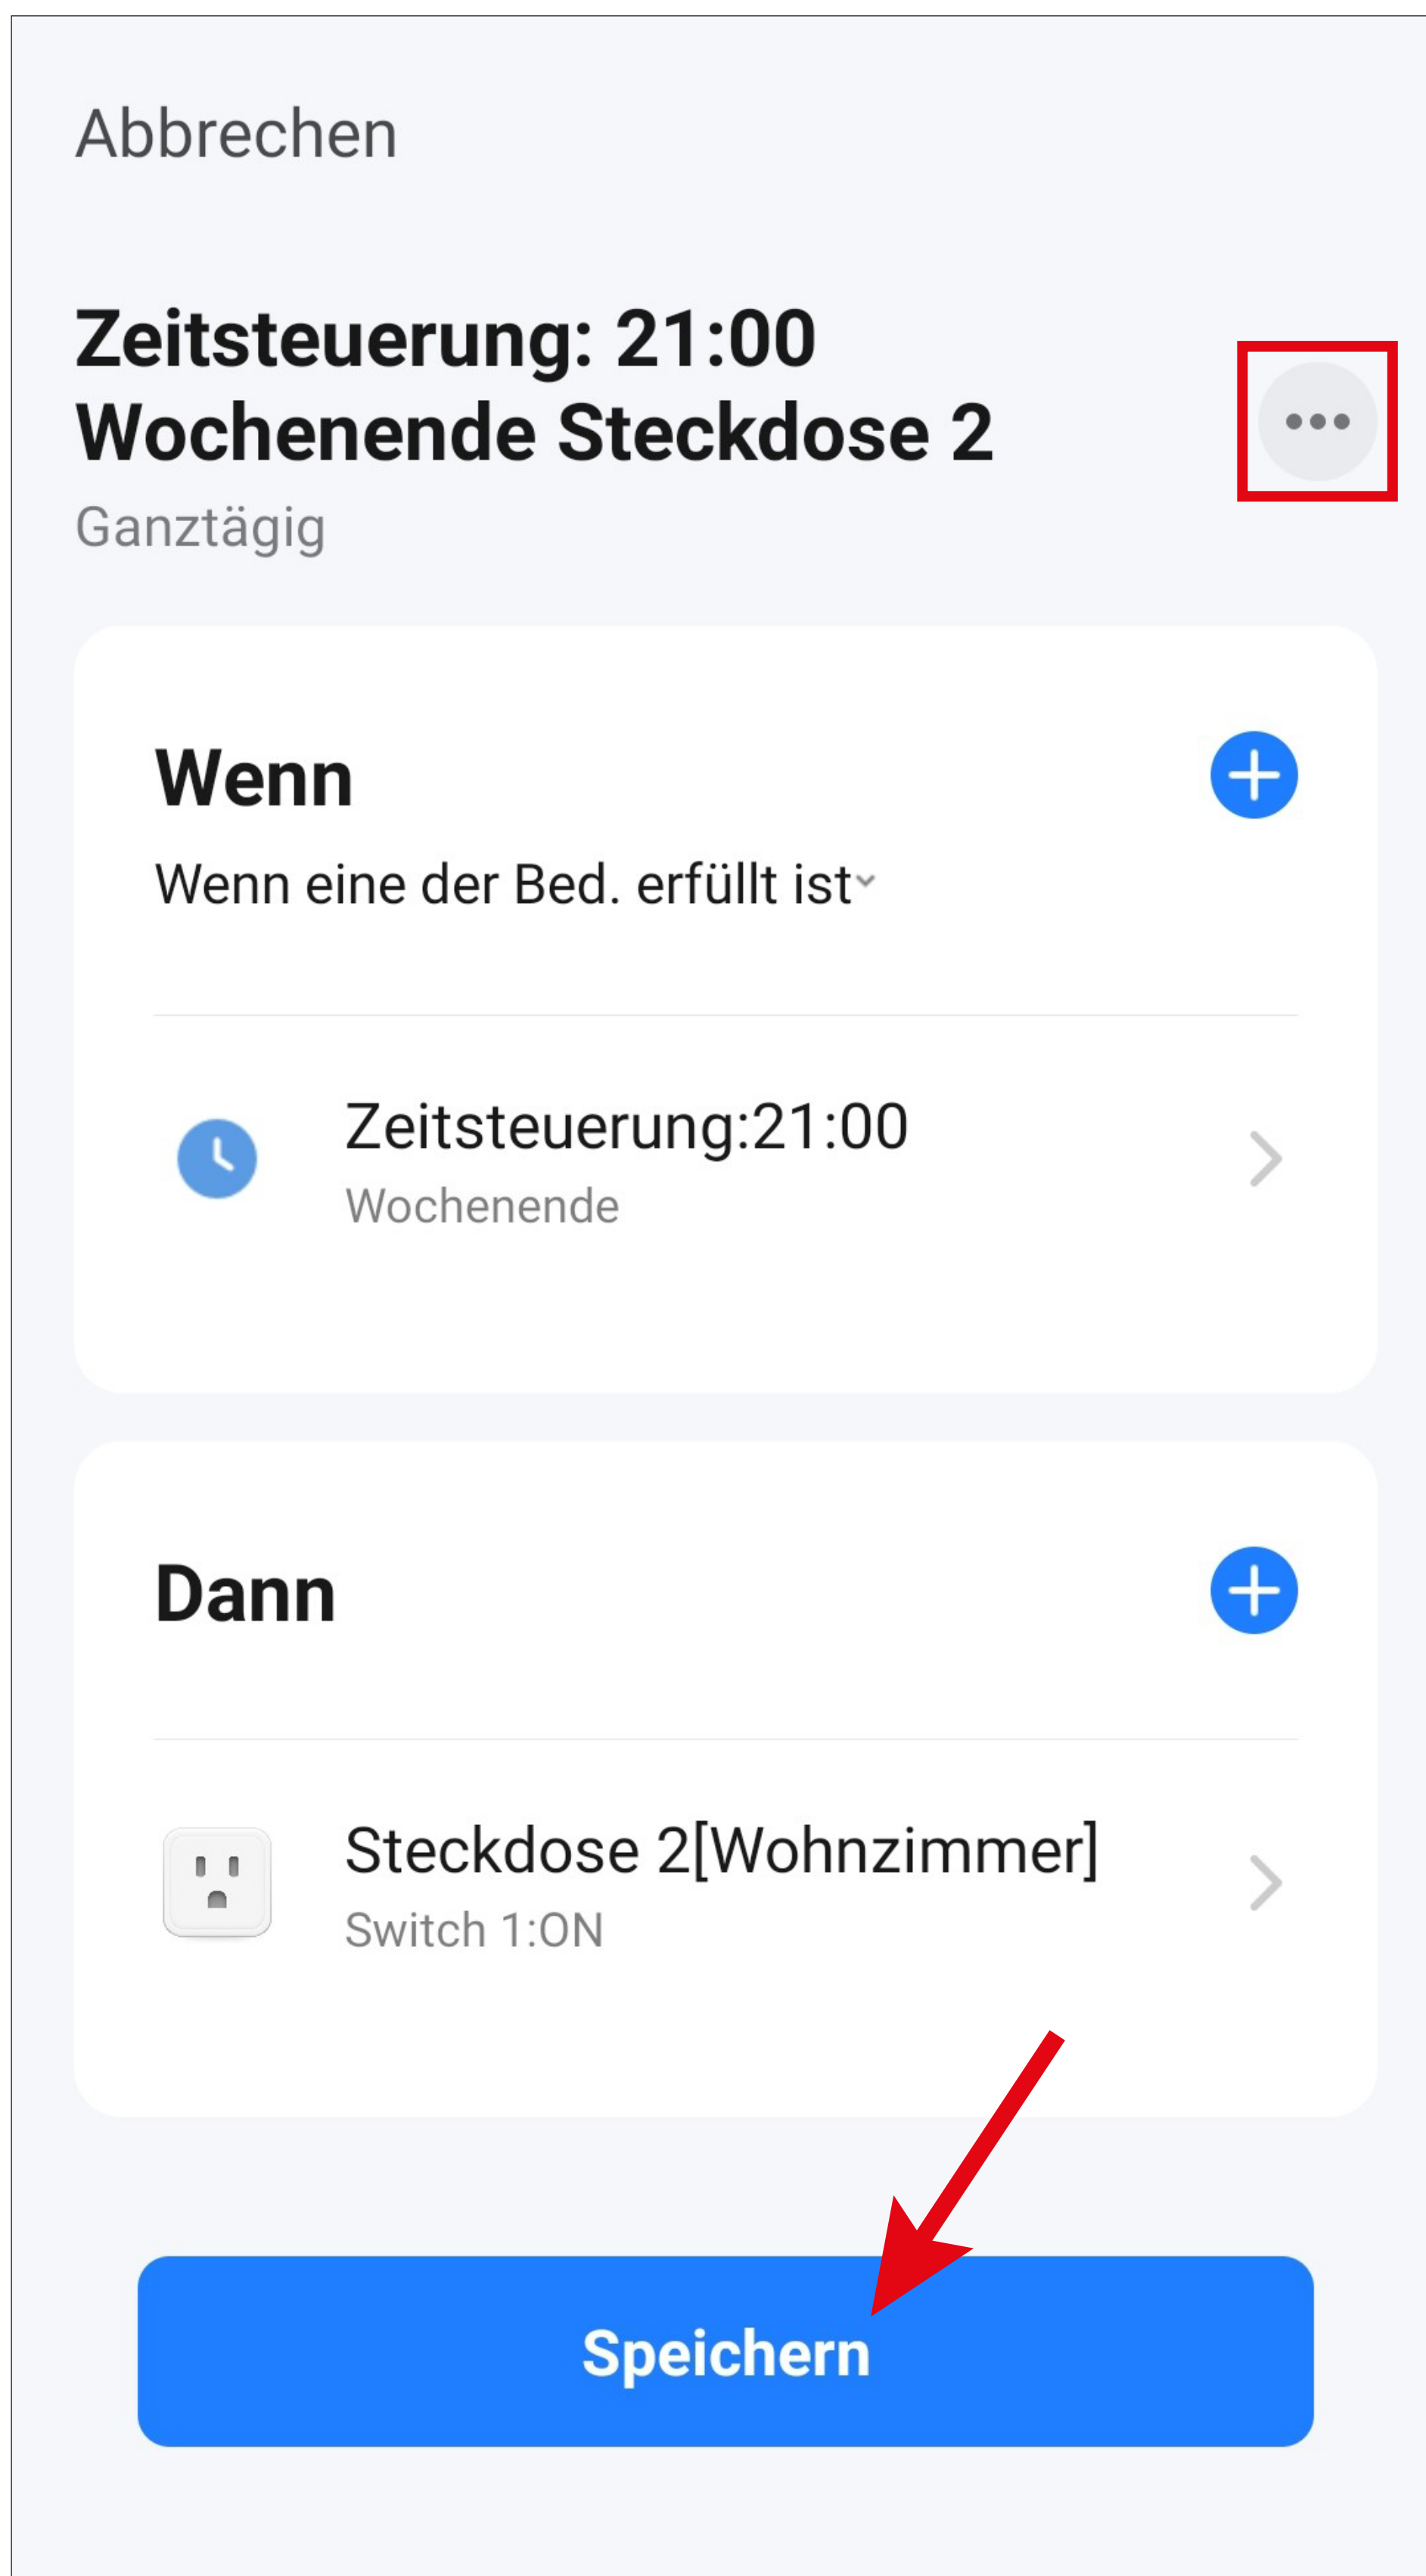 Abbrechen
Zeitsteuerung: 21:00
Wochenende Steckdose 2
Ganztägig
Wenn
Wenn eine der Bed. erfüllt ist
Zeitsteuerung:21:00
Wochenende
Dann
Steckdose 2[Wohnzimmer]
Switch 1:ON
Speichern